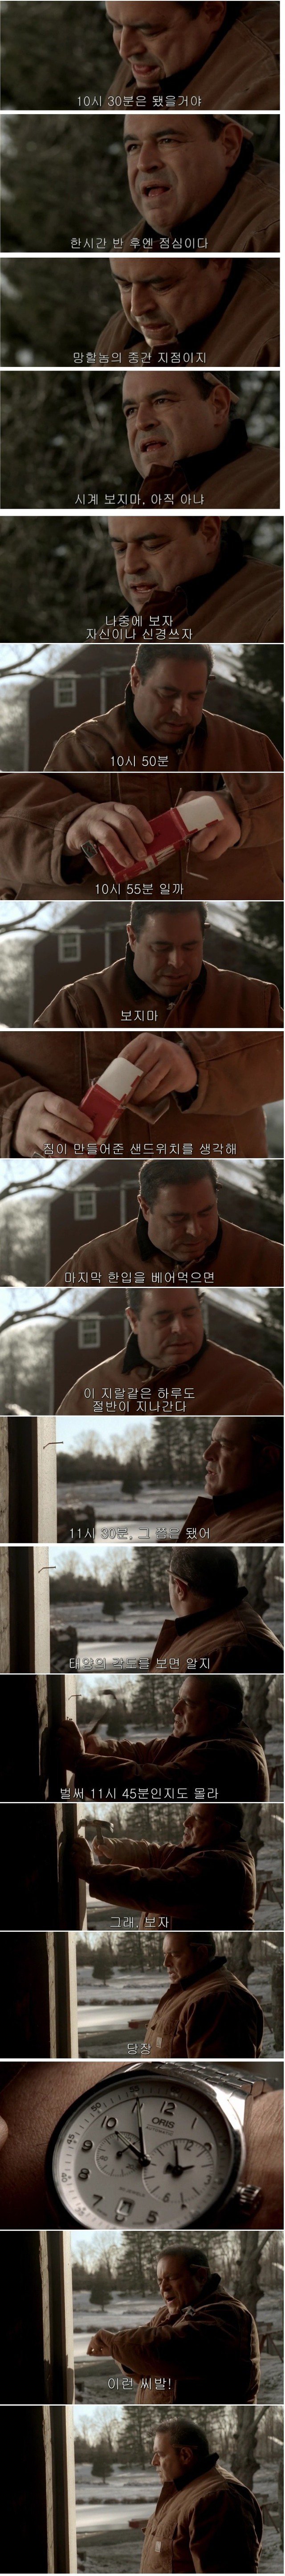 10시 30분은 됐을거야
한시간 반 후엔 점심이다
망할놈의 중간 지점이지
시계 보지마, 아직 아냐
나중에 보자
자신이나 신경쓰자
10시 50분
10시 55분 일까
보지마
짐이 만들어준 샌드위치를 생각해
마지막 한입을 베어먹으면
이 지랄같은 하루도
절반이 지나간다
11시 30분, 그 쯤은 됐어
태양의 각도를 보면 알지
벌써 11시 45분인지도 몰라
그래, 보자
당장
ORIS
이런 씨발!